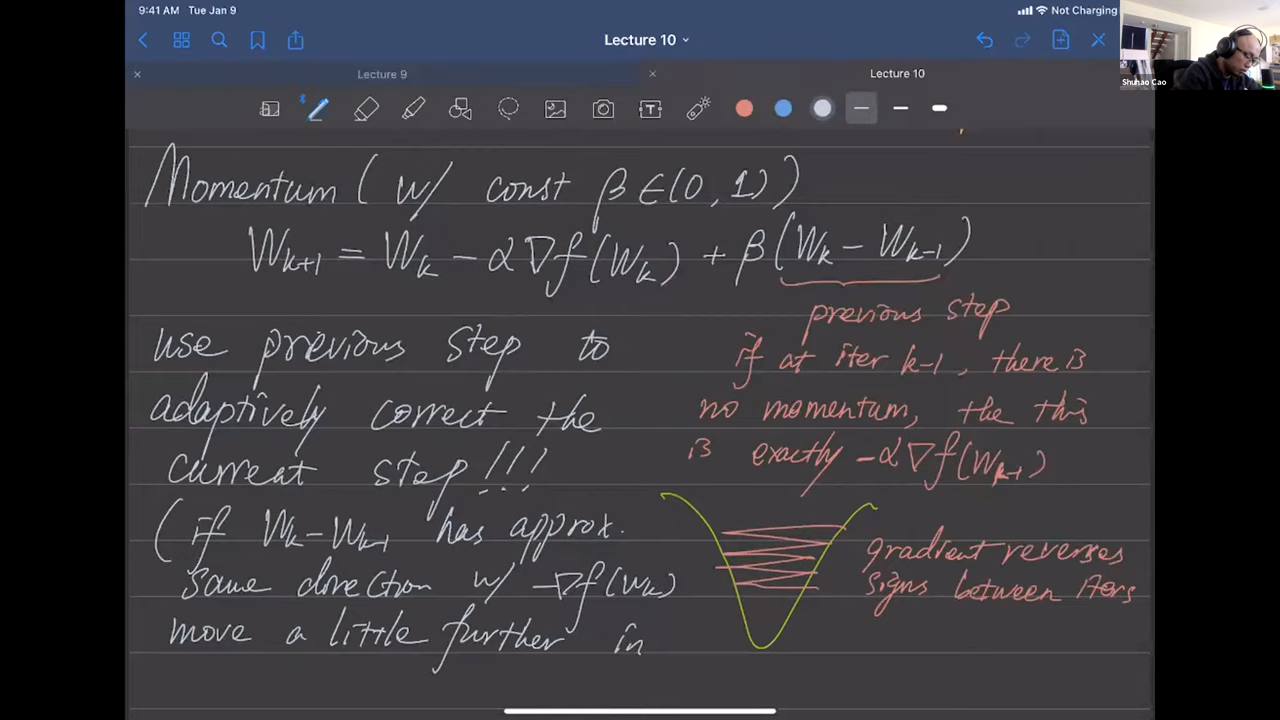 9:41 AM Tue Jan 9
Not Charging
Lecture 10
Shuhao Cao
Lecture 9
Lecture 10
Momentum ( w/ const β ∈ (0, 1) )
W_{k+1} = W_k − α ∇f(W_k) + β (W_k − W_{k−1})
previous step
if at iter k-1, there is
no momentum, the this
is exactly −α ∇f(W_{k-1})
use previous step to
adaptively correct the
current step !!!
( if W_k − W_{k-1} has approx.
same direction w/ −∇f(W_k)
move a little further in
gradient reverses
signs between iters